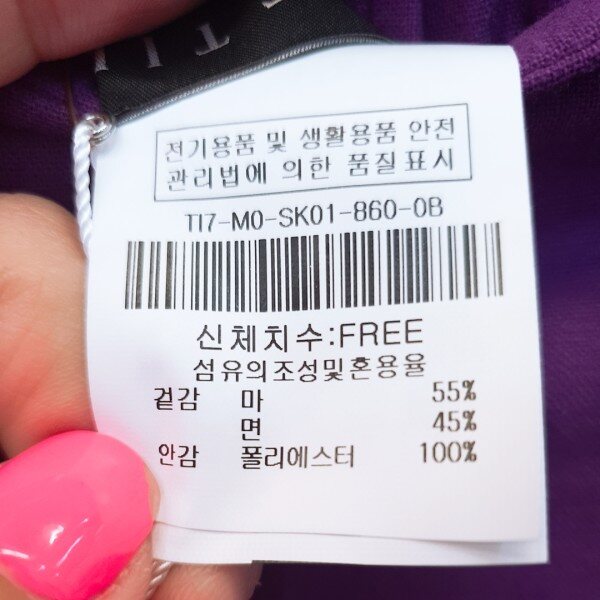 전기용품 및 생활용품 안전
관리법에 의한 품질표시
TI7-M0-SK01-860-0B
신체치수:FREE
섬유의조성및혼용율
겉감 마 55%
면 45%
안감 폴리에스터 100%